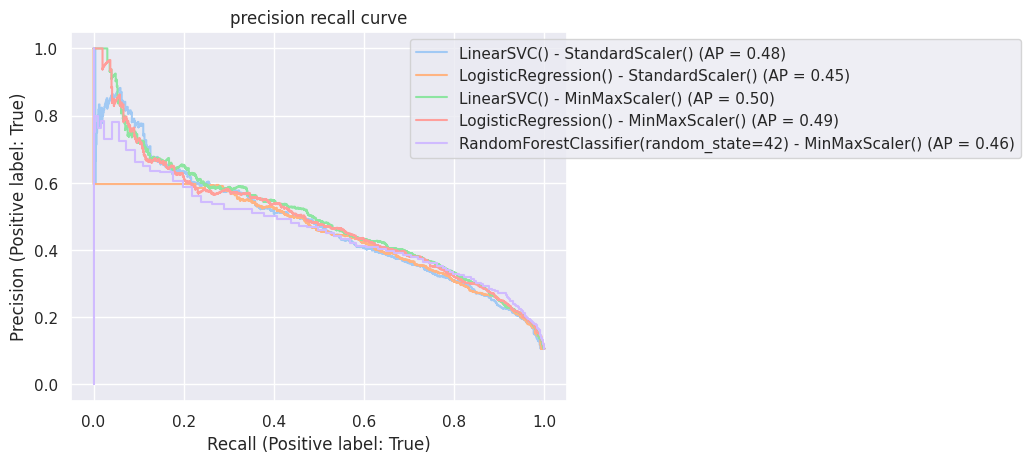 precision recall curve
LinearSVC() - StandardScaler() (AP = 0.48)
LogisticRegression() - StandardScaler() (AP = 0.45)
LinearSVC() - MinMaxScaler() (AP = 0.50)
LogisticRegression() - MinMaxScaler() (AP = 0.49)
RandomForestClassifier(random_state=42) - MinMaxScaler() (AP = 0.46)
Precision (Positive label: True)
1.0
0.8
0.6
0.4
0.2
0.0
0.0 0.2 0.4 0.6 0.8 1.0
Recall (Positive label: True)